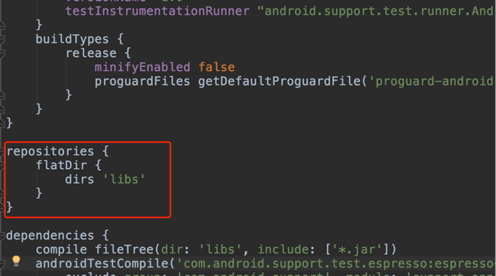 testInstrumentationRunner "android.support.test.runner.And
}
buildTypes {
release {
minifyEnabled false
proguardFiles getDefaultProguardFile('proguard-android
}
}
}
repositories {
flatDir {
dirs 'libs'
}
}
dependencies {
compile fileTree(dir: 'libs', include: ['*.jar'])
androidTestCompile('com.android.support.test.espresso:espresso